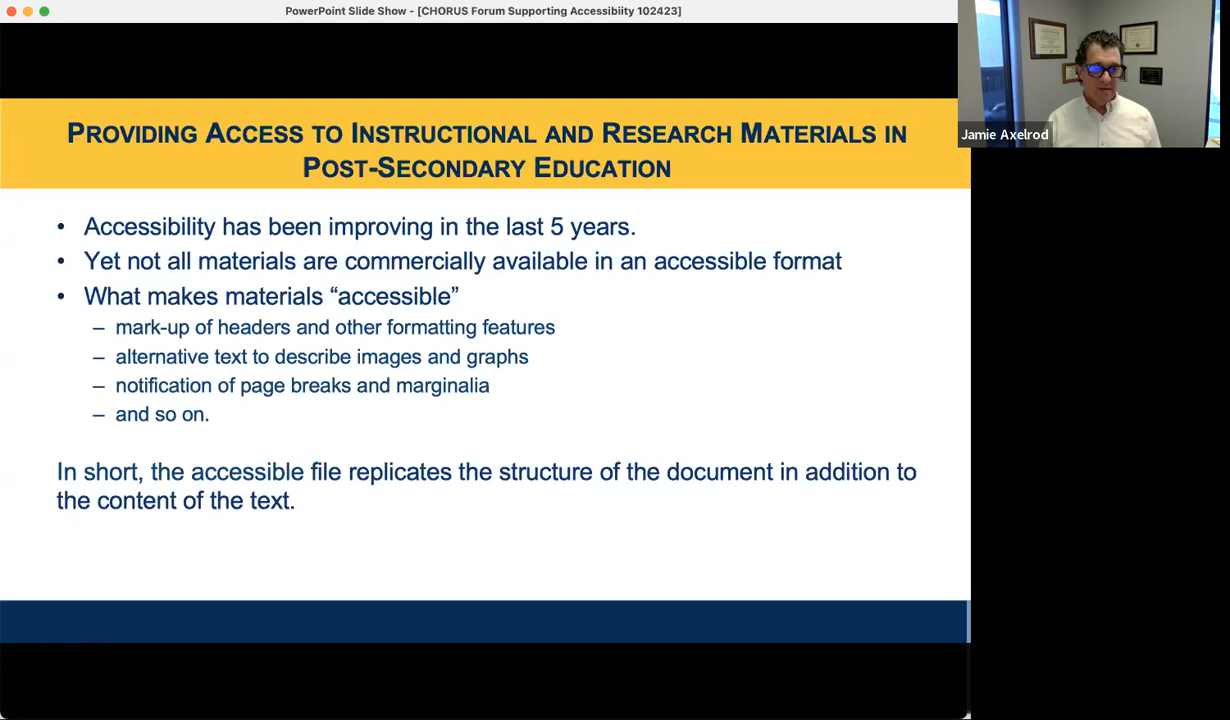 PowerPoint Slide Show - [CHORUS Forum Supporting Accessibiity 102423]
Jamie Axelrod
PROVIDING ACCESS TO INSTRUCTIONAL AND RESEARCH MATERIALS IN
POST-SECONDARY EDUCATION
• Accessibility has been improving in the last 5 years.
• Yet not all materials are commercially available in an accessible format
• What makes materials “accessible”
– mark-up of headers and other formatting features
– alternative text to describe images and graphs
– notification of page breaks and marginalia
– and so on.
In short, the accessible file replicates the structure of the document in addition to
the content of the text.